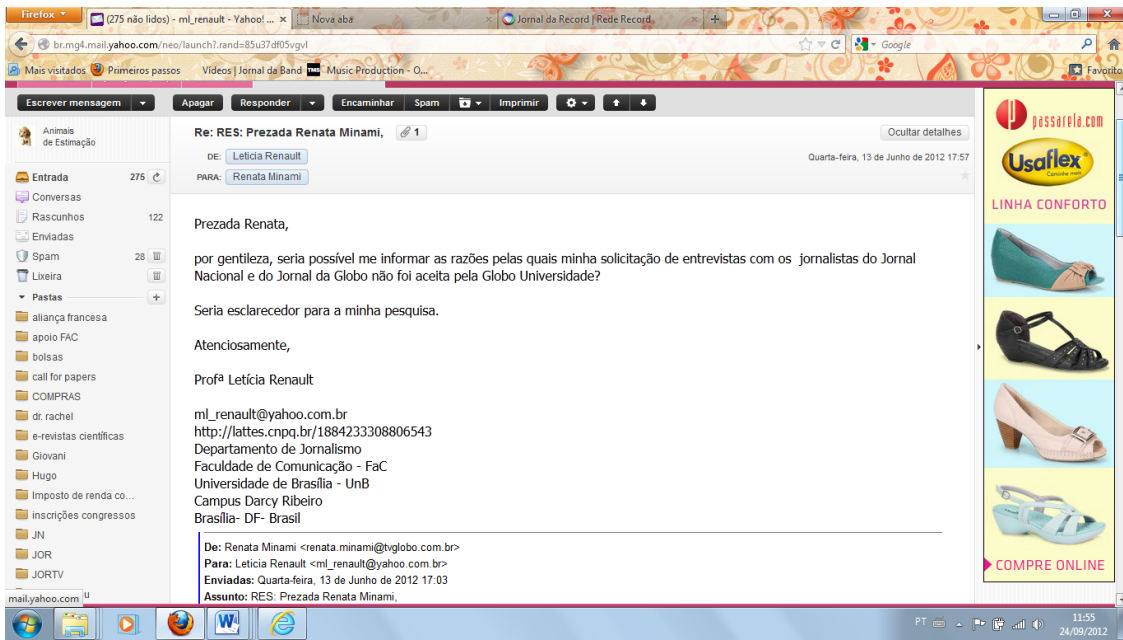 Firefox
(275 não lidos) - ml_renault - Yahoo! ...
Nova aba
Jornal da Record | Rede Record
br.mg4.mail.yahoo.com/neo/launch?.rand=85u37df05vgvl
Google
Mais visitados
Primeiros passos
Vídeos | Jornal da Band
Music Production - O...
Favorito
Escrever mensagem
Apagar
Responder
Encaminhar
Spam
Imprimir
Animais
de Estimação
Re: RES: Prezada Renata Minami,
1
Ocultar detalhes
DE: Leticia Renault
Quarta-feira, 13 de Junho de 2012 17:57
PARA: Renata Minami
Entrada 275
Conversas
Rascunhos 122
Enviadas
Spam 28
Lixeira
Pastas
aliança francesa
apoio FAC
bolsas
call for papers
COMPRAS
dr. rachel
e-revistas científicas
Giovani
Hugo
Imposto de renda co...
inscrições congressos
JN
JOR
JORTV
u
mail.yahoo.com
Prezada Renata,
por gentileza, seria possível me informar as razões pelas quais minha solicitação de entrevistas com os jornalistas do Jornal
Nacional e do Jornal da Globo não foi aceita pela Globo Universidade?
Seria esclarecedor para a minha pesquisa.
Atenciosamente,
Profª Letícia Renault
ml_renault@yahoo.com.br
http://lattes.cnpq.br/1884233308806543
Departamento de Jornalismo
Faculdade de Comunicação - FaC
Universidade de Brasília - UnB
Campus Darcy Ribeiro
Brasília- DF- Brasil
De: Renata Minami <renata.minami@tvglobo.com.br>
Para: Leticia Renault <ml_renault@yahoo.com.br>
Enviadas: Quarta-feira, 13 de Junho de 2012 17:03
Assunto: RES: Prezada Renata Minami,
passarela.com
Usaflex
Caminhe mais
LINHA CONFORTO
COMPRE ONLINE
PT
11:55
24/09/2012